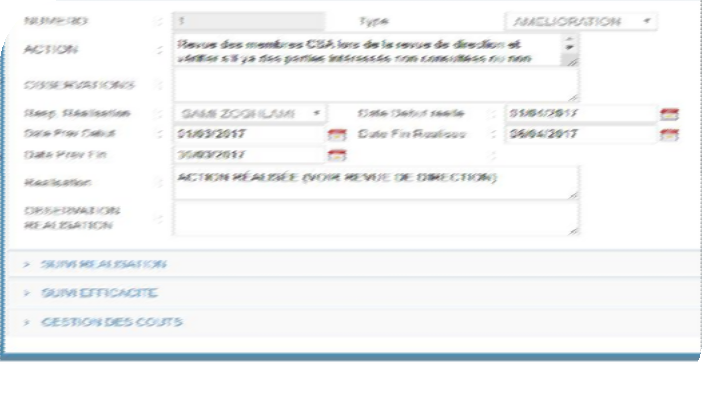 NUMERO : 1 Type AMELIORATION
ACTION : Revue des membres CSA lors de la revue de direction et
vérifier s'il ya des parties intéressés non consultées ou non
OBSERVATIONS :
Resp. Réalisation : SAMI ZOGHLAMI Date Debut reelle : 01/04/2017
Date Prev Debut : 01/03/2017 Date Fin Realisee : 06/04/2017
Date Prev Fin : 30/03/2017 :
Realisation : ACTION RÉALISÉE (VOIR REVUE DE DIRECTION)
OBSERVATION
REALISATION :
> SUIVI REALISATION
> SUIVI EFFICACITE
> GESTION DES COUTS